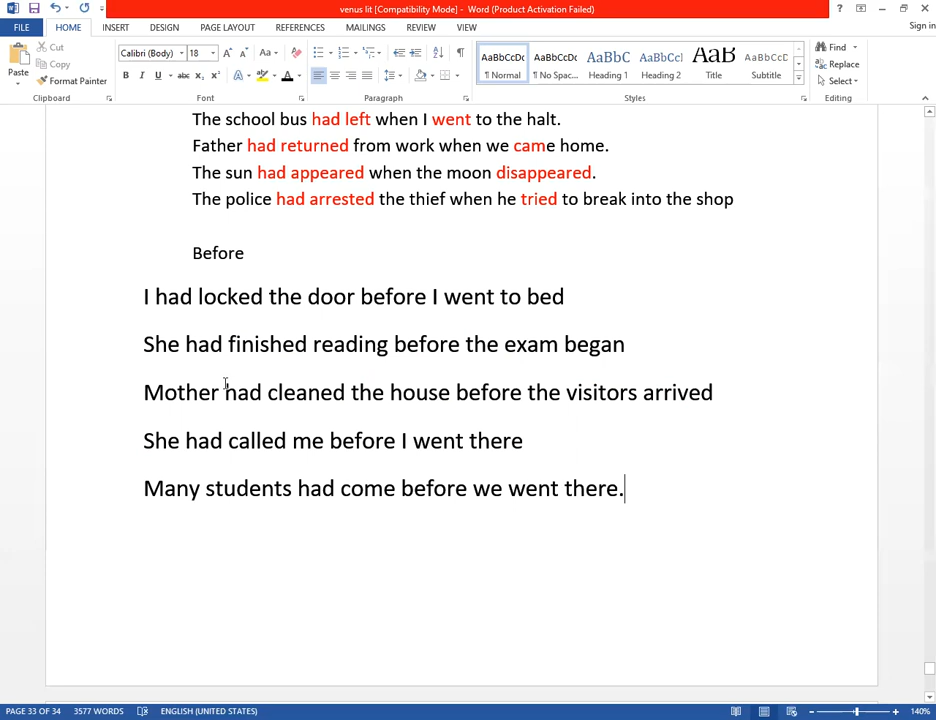 venus lit [Compatibility Mode] - Word (Product Activation Failed)
FILE HOME INSERT DESIGN PAGE LAYOUT REFERENCES MAILINGS REVIEW VIEW Sign in
Paste
Cut
Copy
Format Painter
Clipboard
Calibri (Body) 18
Font
Paragraph
AaBbCcDc AaBbCcDc AaBbC AaBbCc AaB AaBbCcC
¶ Normal ¶ No Spac... Heading 1 Heading 2 Title Subtitle
Styles
Find
Replace
Select
Editing
The school bus had left when I went to the halt.
Father had returned from work when we came home.
The sun had appeared when the moon disappeared.
The police had arrested the thief when he tried to break into the shop
Before
I had locked the door before I went to bed
She had finished reading before the exam began
Mother had cleaned the house before the visitors arrived
She had called me before I went there
Many students had come before we went there.
PAGE 33 OF 34 3577 WORDS ENGLISH (UNITED STATES) 140%